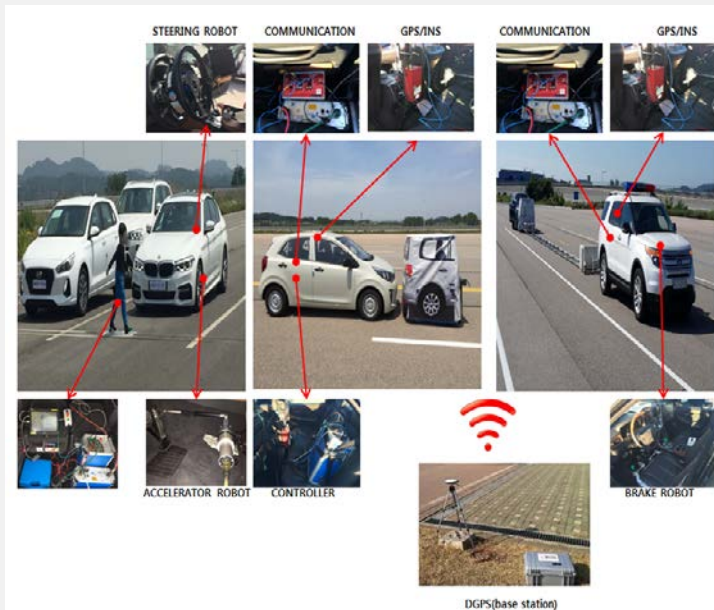 STEERING ROBOT
COMMUNICATION
GPS/INS
COMMUNICATION
GPS/INS
ACCELERATOR ROBOT
CONTROLLER
BRAKE ROBOT
DGPS(base station)